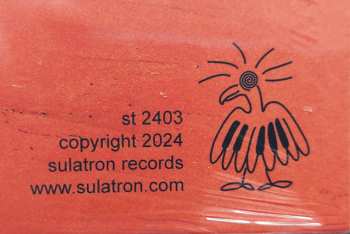 st 2403
copyright 2024
sulatron records
www.sulatron.com